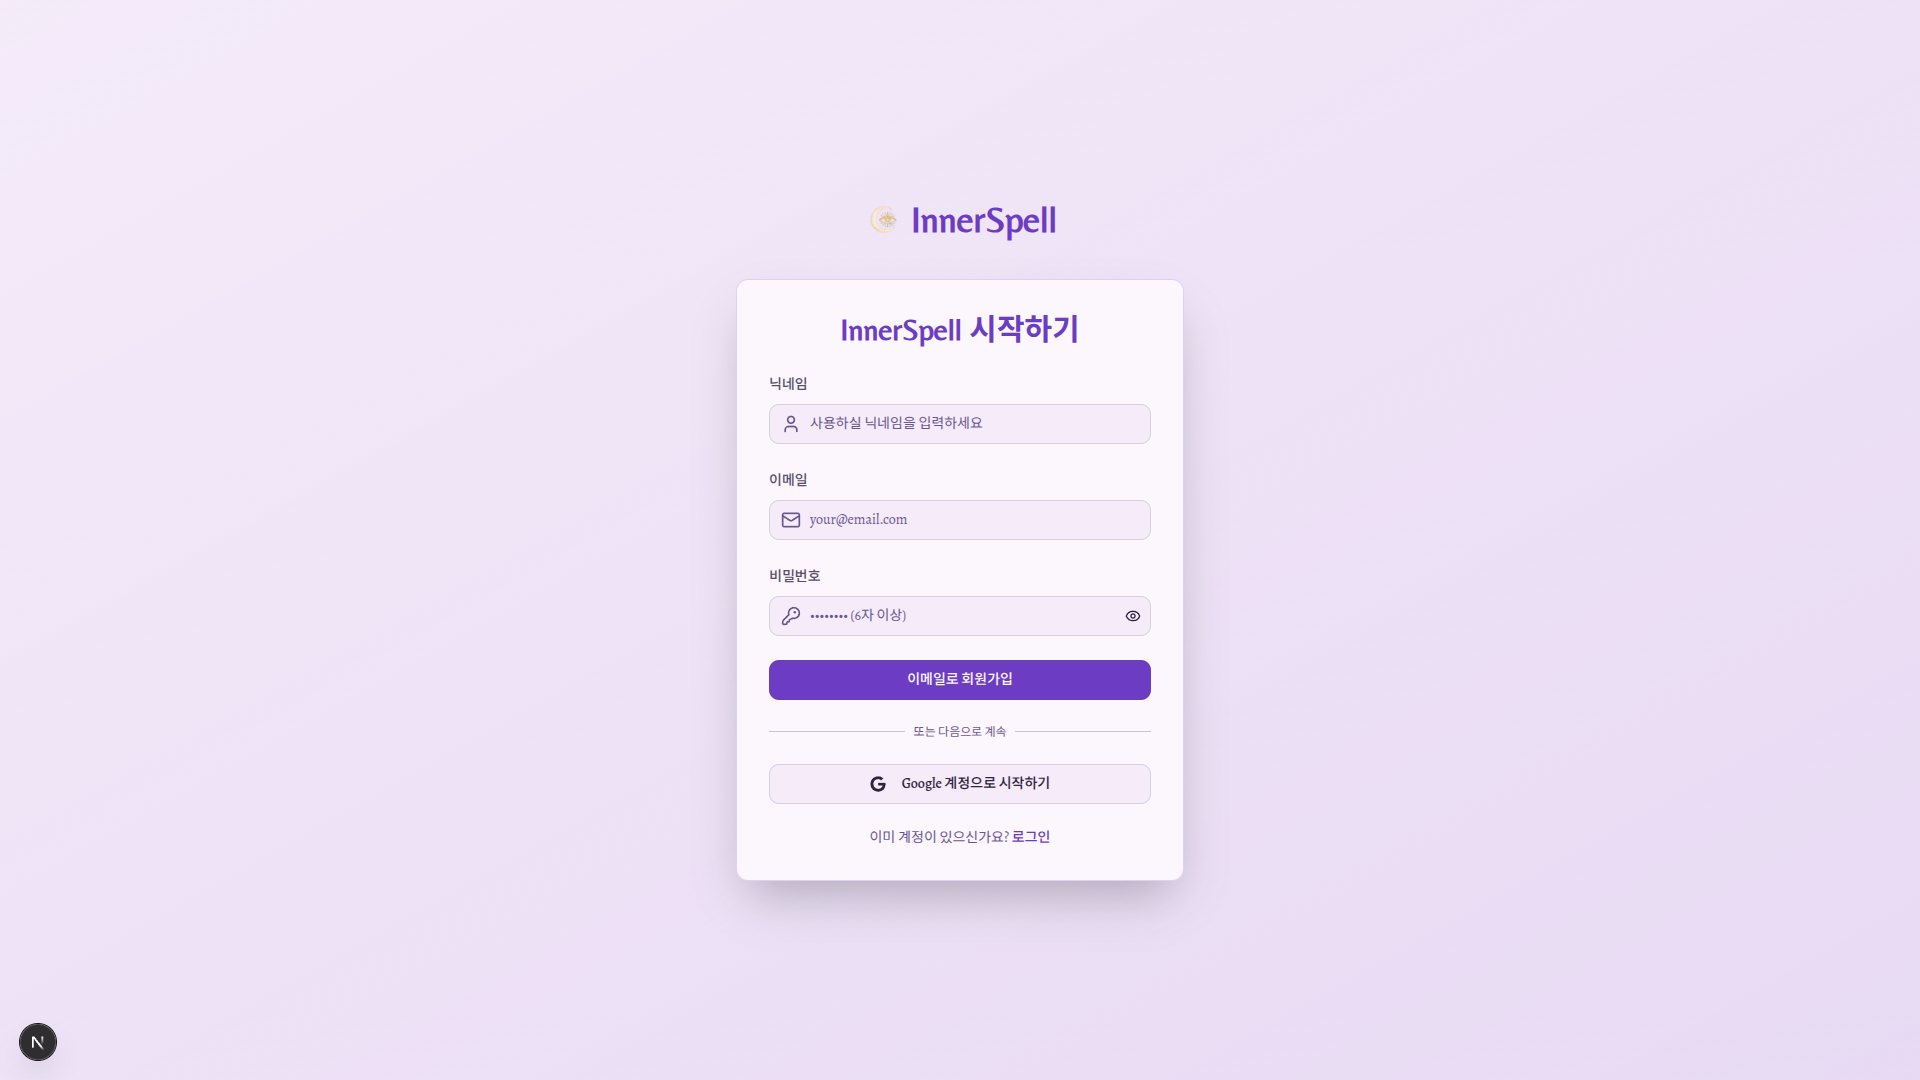 InnerSpell
InnerSpell 시작하기
닉네임
사용하실 닉네임을 입력하세요
이메일
your@email.com
비밀번호
•••••••• (6자 이상)
이메일로 회원가입
또는 다음으로 계속
G Google 계정으로 시작하기
이미 계정이 있으신가요? 로그인
N